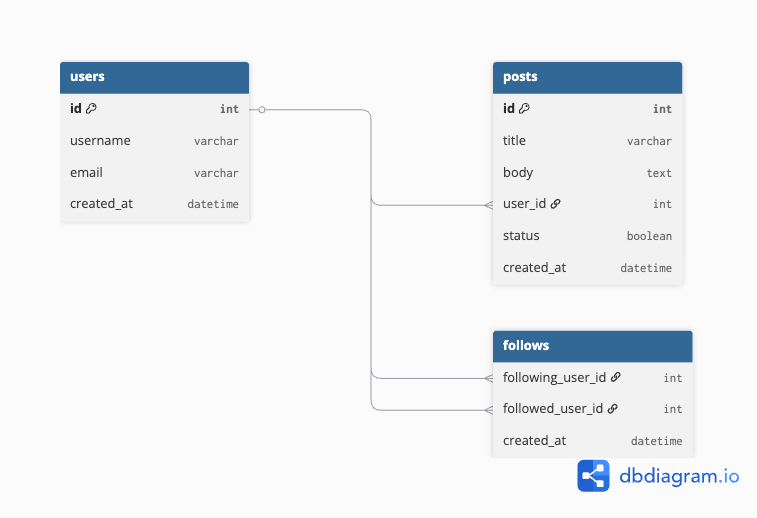 users
id int
username varchar
email varchar
created_at datetime
posts
id int
title varchar
body text
user_id int
status boolean
created_at datetime
follows
following_user_id int
followed_user_id int
created_at datetime
dbdiagram.io